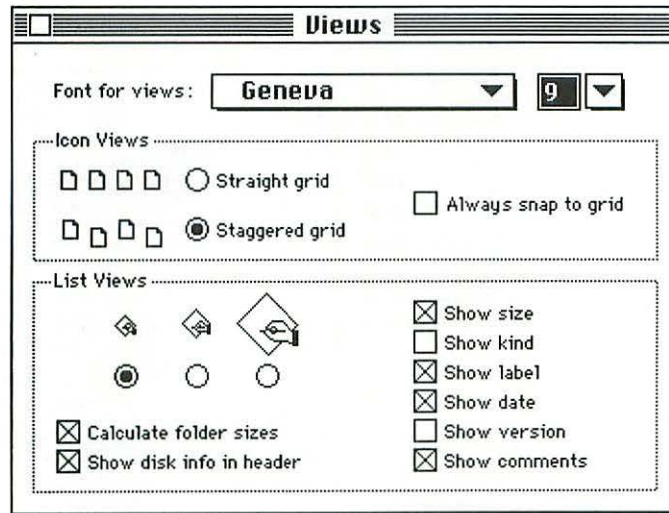 Views
Font for views: Geneva 9
Icon Views
Straight grid
Always snap to grid
Staggered grid
List Views
Show size
Show kind
Show label
Show date
Calculate folder sizes
Show version
Show disk info in header
Show comments